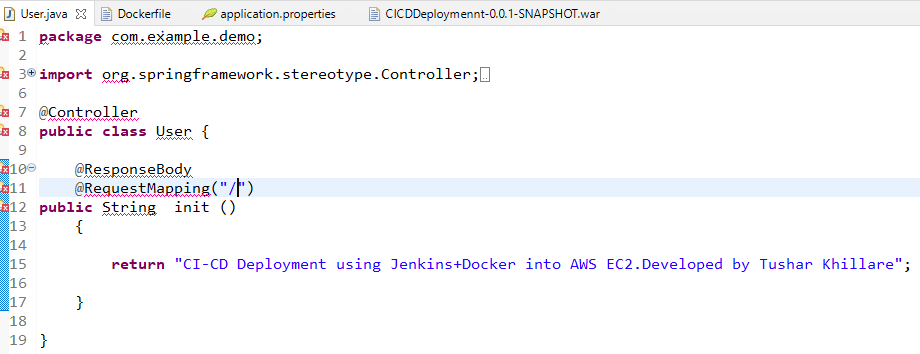 User.java Dockerfile application.properties CICDDeploymennt-0.0.1-SNAPSHOT.war
1 package com.example.demo;
2
3 import org.springframework.stereotype.Controller;
6
7 @Controller
8 public class User {
9
10 @ResponseBody
11 @RequestMapping("/")
12 public String init ()
13 {
14
15 return "CI-CD Deployment using Jenkins+Docker into AWS EC2.Developed by Tushar Khillare";
16
17 }
18
19 }